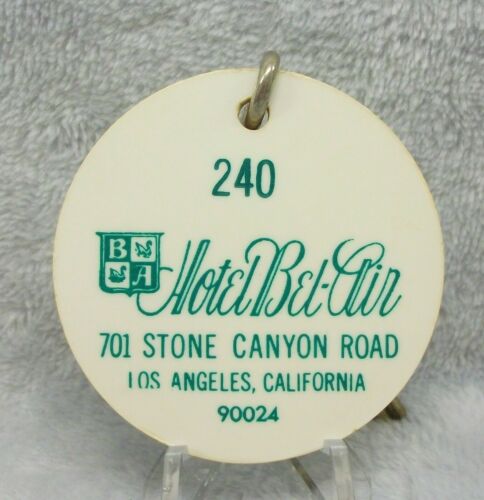 240
B A Hotel Bel-Air
701 STONE CANYON ROAD
LOS ANGELES, CALIFORNIA
90024